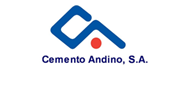 Cemento Andino, S.A.